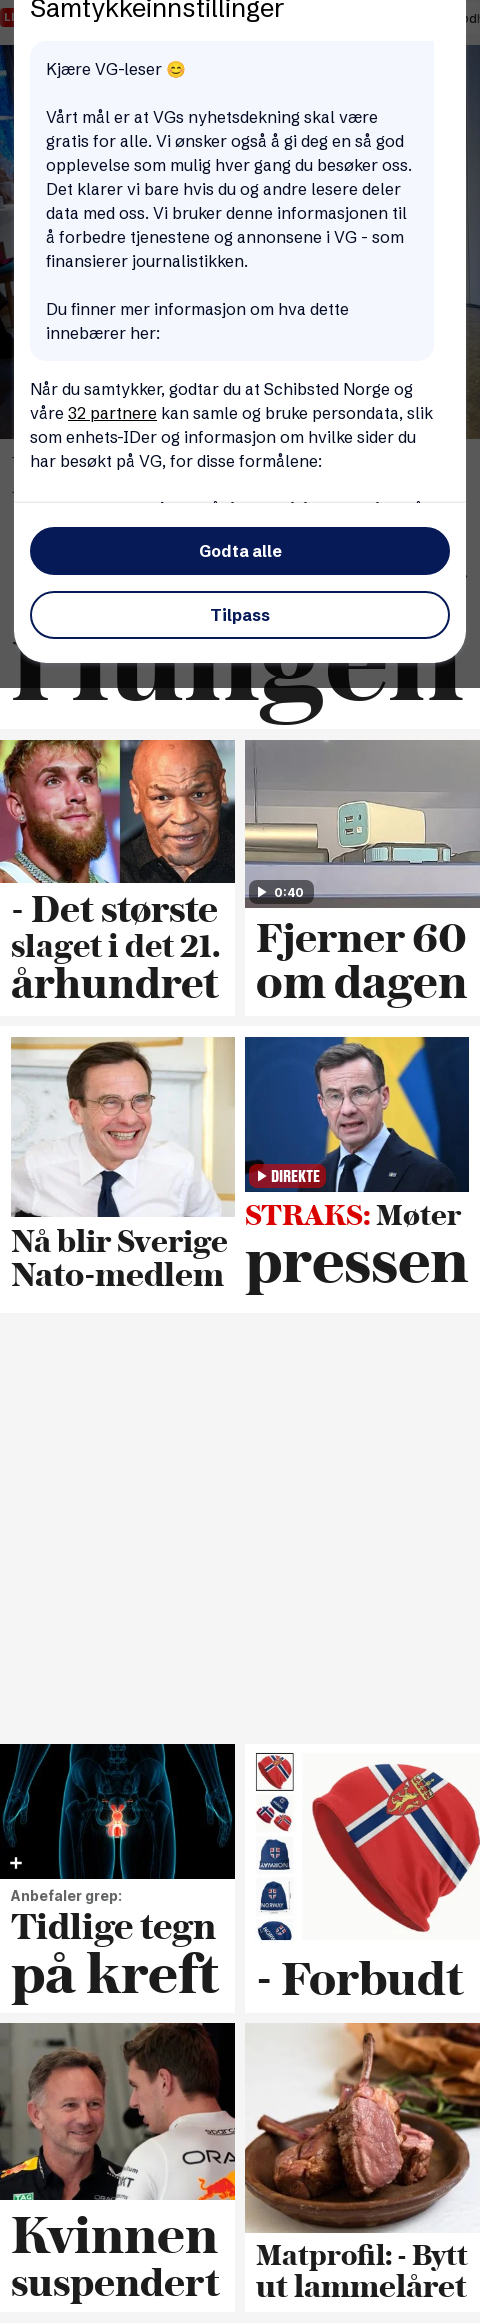 Samtykkeinnstillinger
Kjære VG-leser 😊
Vårt mål er at VGs nyhetsdekning skal være
gratis for alle. Vi ønsker også å gi deg en så god
opplevelse som mulig hver gang du besøker oss.
Det klarer vi bare hvis du og andre lesere deler
data med oss. Vi bruker denne informasjonen til
å forbedre tjenestene og annonsene i VG - som
finansierer journalistikken.
Du finner mer informasjon om hva dette
innebærer her:
Når du samtykker, godtar du at Schibsted Norge og
våre 32 partnere kan samle og bruke persondata, slik
som enhets-IDer og informasjon om hvilke sider du
har besøkt på VG, for disse formålene:
Godta alle
Tilpass
0:40
- Det største
slaget i det 21.
århundret
Fjerner 60
om dagen
DIREKTE
Nå blir Sverige
Nato-medlem
STRAKS: Møter
pressen
NORWAY
Anbefaler grep:
Tidlige tegn
på kreft
- Forbudt
ORA
Kvinnen
suspendert
Matprofil: - Bytt
ut lammelåret